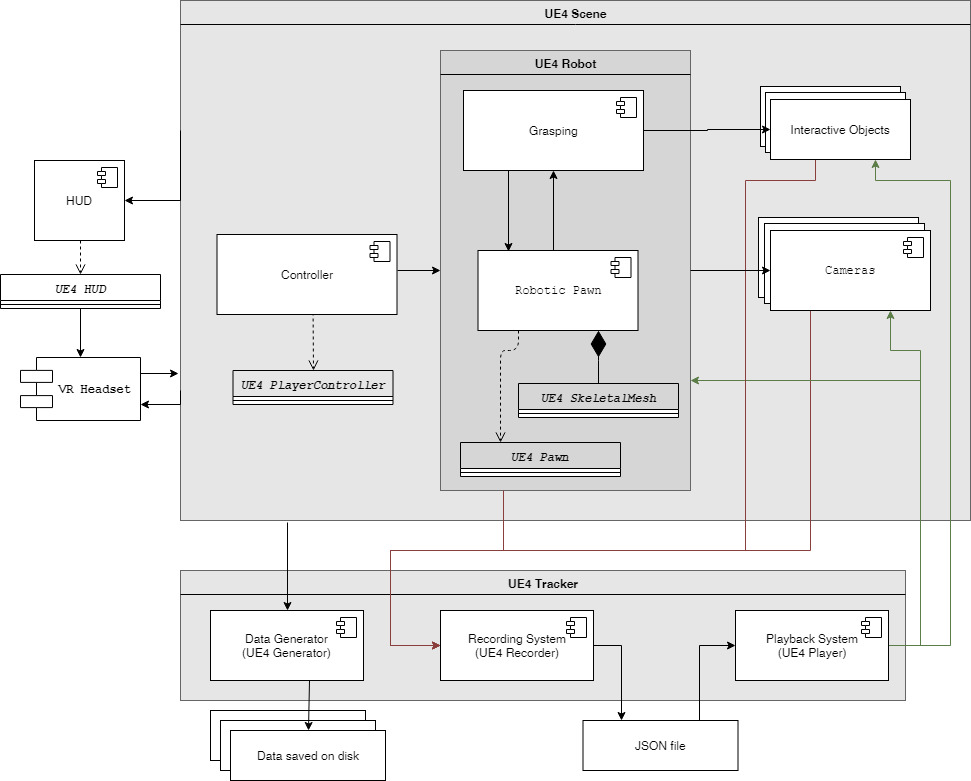 UE4 Scene
UE4 Robot
Grasping
Interactive Objects
HUD
Controller
Robotic Pawn
Cameras
UE4 HUD
VR Headset
UE4 PlayerController
UE4 SkeletalMesh
UE4 Pawn
UE4 Tracker
Data Generator
(UE4 Generator)
Recording System
(UE4 Recorder)
Playback System
(UE4 Player)
Data saved on disk
JSON file